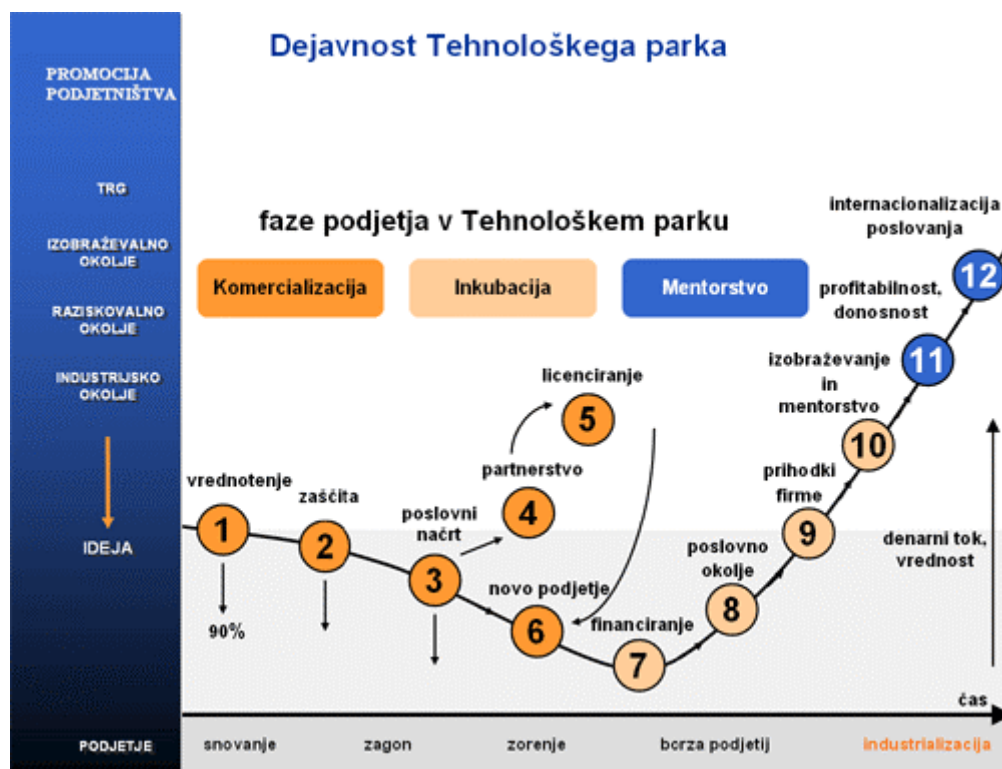 Dejavnost Tehnološkega parka
PROMOCIJA
PODJETNIŠTVA
TRG
IZOBRAŽEVALNO
OKOLJE
RAZISKOVALNO
OKOLJE
INDUSTRIJSKO
OKOLJE
IDEJA
PODJETJE
faze podjetja v Tehnološkem parku
Komercializacija
Inkubacija
Mentorstvo
vrednotenje
1
90%
zaščita
2
poslovni
načrt
3
partnerstvo
4
licenciranje
5
novo podjetje
6
financiranje
7
poslovno
okolje
8
prihodki
firme
9
izobraževanje
in
mentorstvo
10
profitabilnost,
donosnost
11
internacionalizacija
poslovanja
12
denarni tok,
vrednost
čas
snovanje
zagon
zorenje
borza podjetij
industrializacija